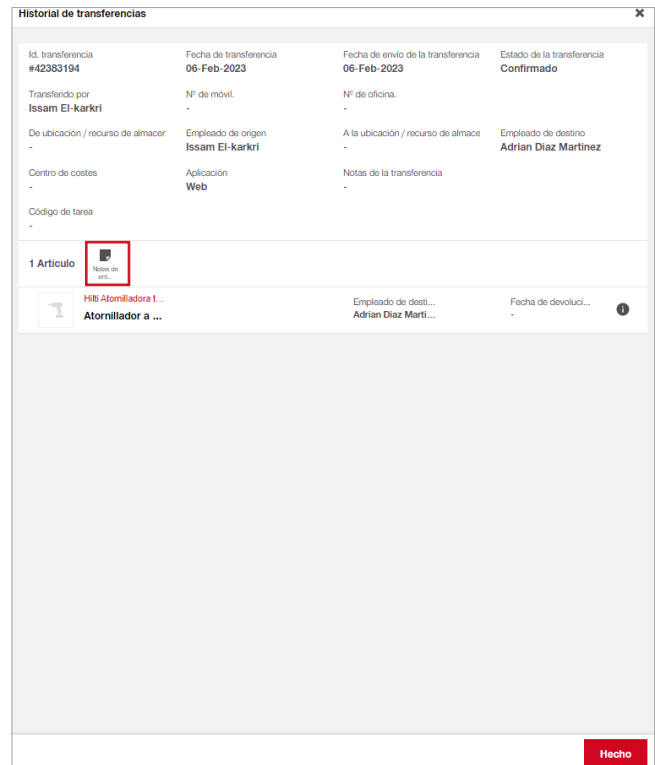 Historial de transferencias
Id. transferencia Fecha de transferencia Fecha de envío de la transferencia Estado de la transferencia
#42383194 06-Feb-2023 06-Feb-2023 Confirmado
Transferido por Nº de móvil. Nº de oficina.
Issam El-karkri - -
De ubicación / recurso de almacer Empleado de origen A la ubicación / recurso de almace Empleado de destino
- Issam El-karkri - Adrian Diaz Martinez
Centro de costes Aplicación Notas de la transferencia
- Web -
Código de tarea
-
1 Artículo
Notas de
ent...
Hilti Atornilladora t... Empleado de desti... Fecha de devoluci...
Atornillador a ... Adrian Diaz Marti... -
Hecho